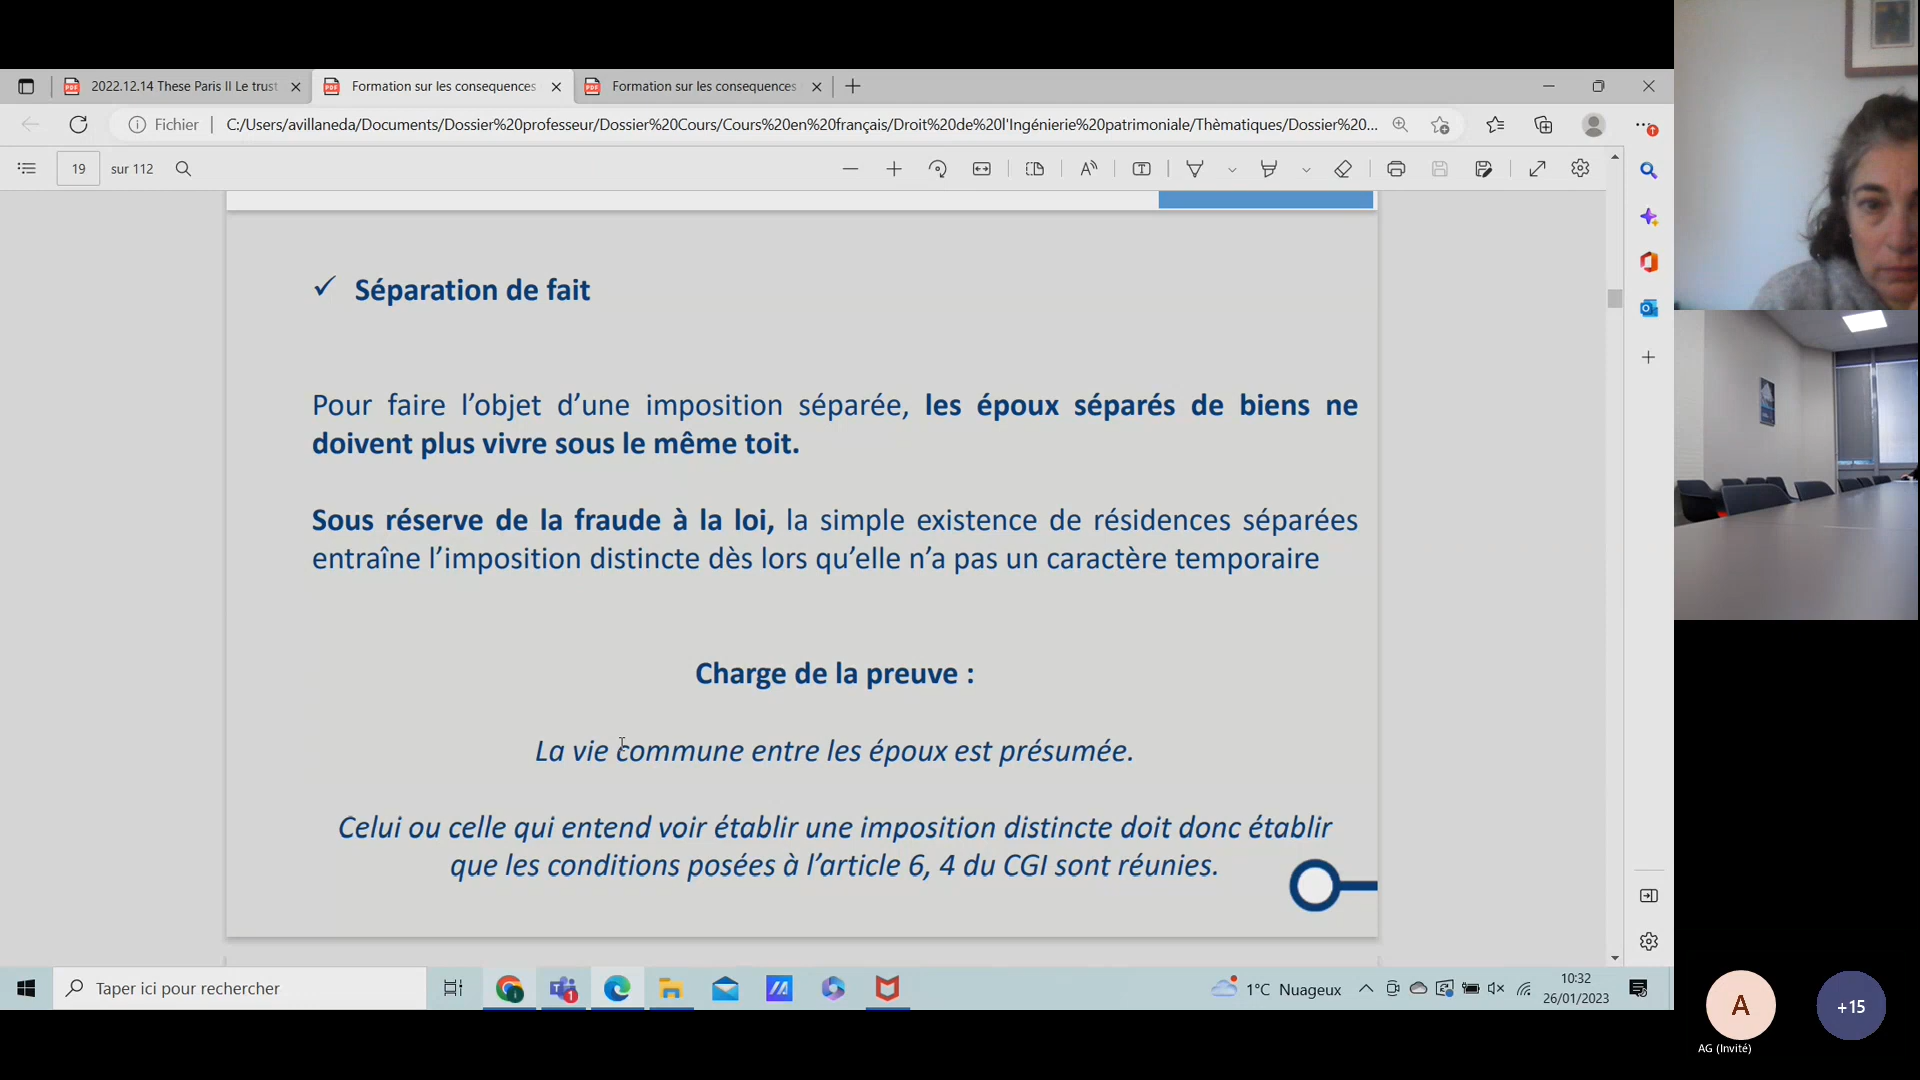 2022.12.14 These Paris II Le trust
Formation sur les consequences
Formation sur les consequences
Fichier
C:/Users/avillaneda/Documents/Dossier%20professeur/Dossier%20Cours/Cours%20en%20français/Droit%20de%20l'Ingénierie%20patrimoniale/Thèmatiques/Dossier%20...
19
sur 112
✓ Séparation de fait
Pour faire l’objet d’une imposition séparée, les époux séparés de biens ne
doivent plus vivre sous le même toit.
Sous réserve de la fraude à la loi, la simple existence de résidences séparées
entraîne l’imposition distincte dès lors qu’elle n’a pas un caractère temporaire
Charge de la preuve :
La vie commune entre les époux est présumée.
Celui ou celle qui entend voir établir une imposition distincte doit donc établir
que les conditions posées à l’article 6, 4 du CGI sont réunies.
Taper ici pour rechercher
1
1°C Nuageux
10:32
26/01/2023
A
AG (Invité)
+15